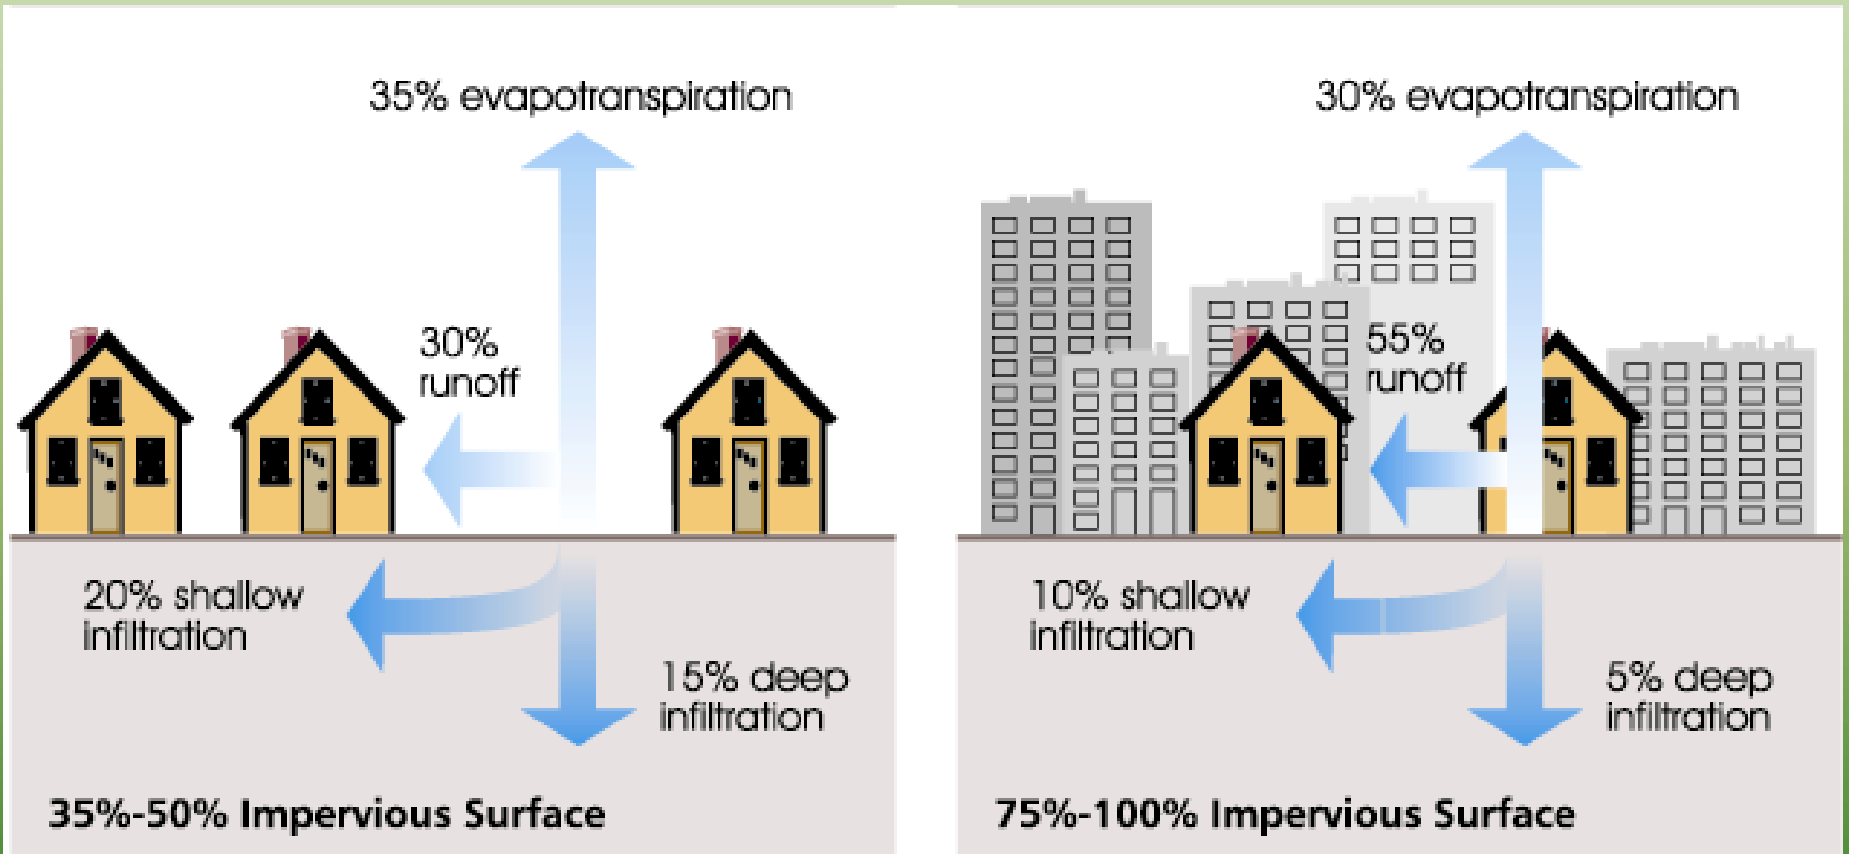 35% evapotranspiration
30%
runoff
20% shallow
infiltration
15% deep
infiltration
35%-50% Impervious Surface
30% evapotranspiration
55%
runoff
10% shallow
infiltration
5% deep
infiltration
75%-100% Impervious Surface